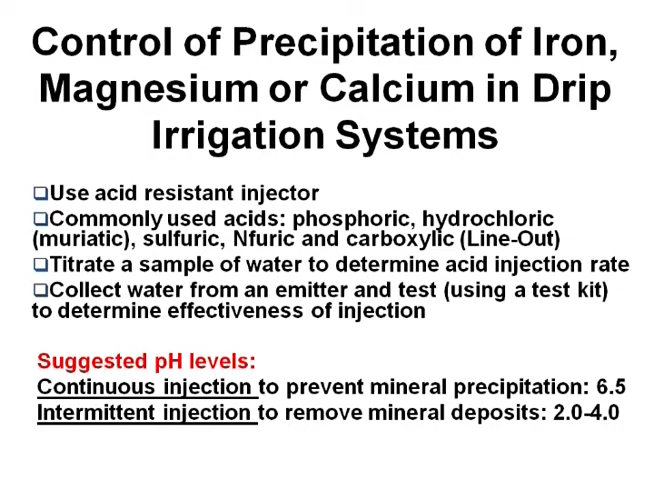 Control of Precipitation of Iron,
Magnesium or Calcium in Drip
Irrigation Systems
❑Use acid resistant injector
❑Commonly used acids: phosphoric, hydrochloric
(muriatic), sulfuric, Nfuric and carboxylic (Line-Out)
❑Titrate a sample of water to determine acid injection rate
❑Collect water from an emitter and test (using a test kit)
to determine effectiveness of injection
Suggested pH levels:
Continuous injection to prevent mineral precipitation: 6.5
Intermittent injection to remove mineral deposits: 2.0-4.0